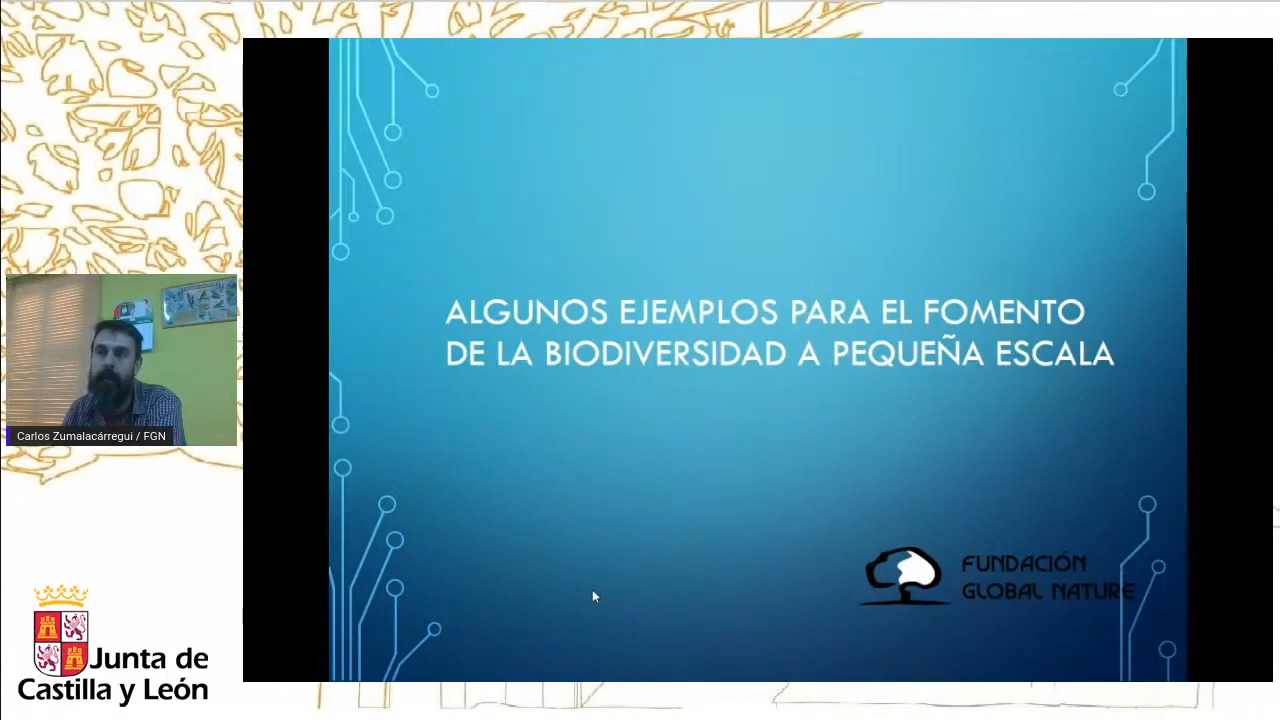 ALGUNOS EJEMPLOS PARA EL FOMENTO
DE LA BIODIVERSIDAD A PEQUEÑA ESCALA
Carlos Zumalacárregui / FGN
FUNDACIÓN
GLOBAL NATURE
Junta de
Castilla y León